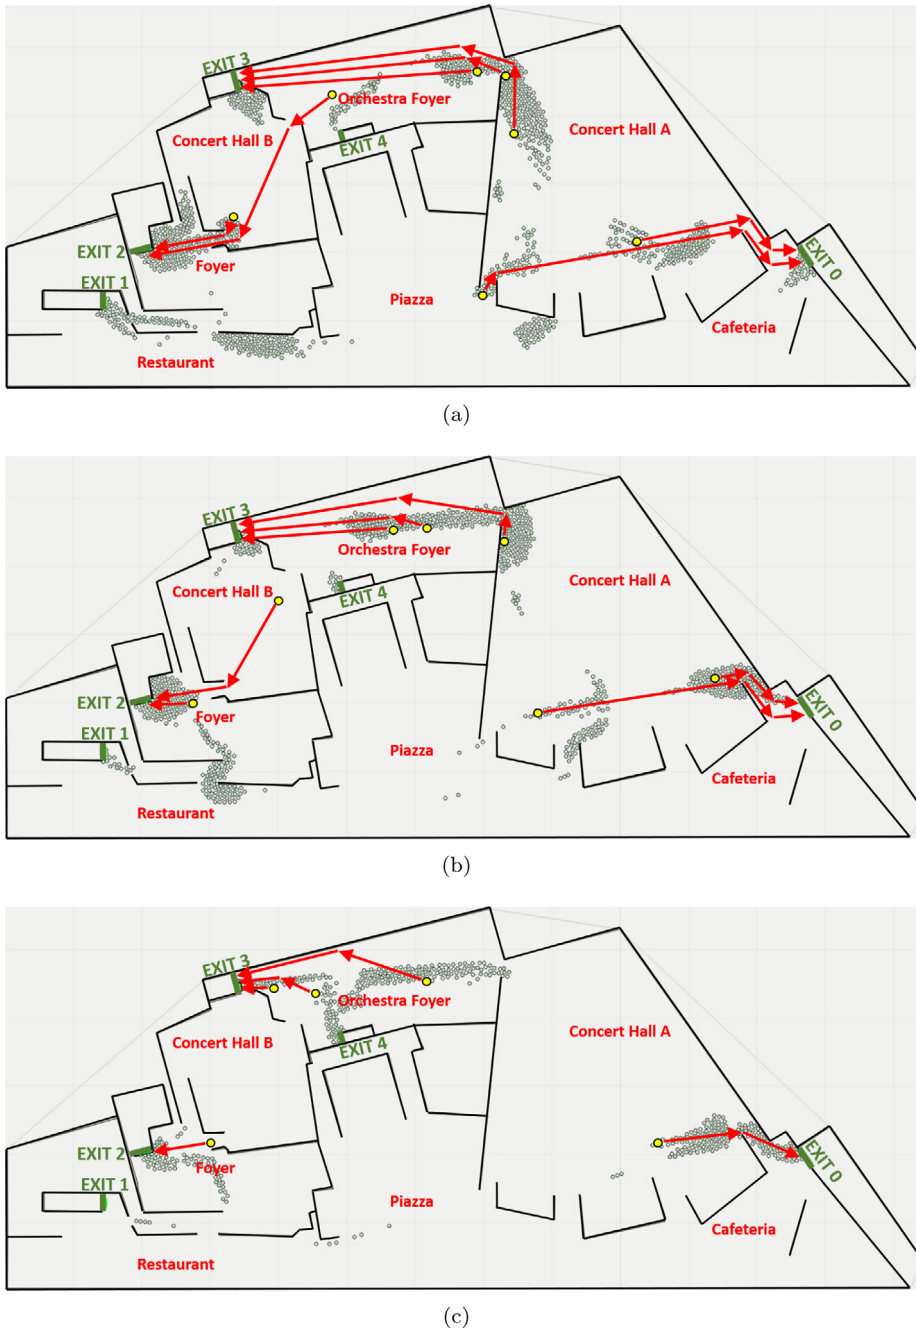 EXIT 3
Orchestra Foyer
Concert Hall A
Concert Hall B
EXIT 4
EXIT 2
Foyer
EXIT 0
EXIT 1
Piazza
Cafeteria
Restaurant
(a)
EXIT 3
Orchestra Foyer
Concert Hall A
Concert Hall B
EXIT 4
EXIT 2
Foyer
EXIT 0
EXIT 1
Piazza
Cafeteria
Restaurant
(b)
EXIT 3
Orchestra Foyer
Concert Hall A
Concert Hall B
EXIT 4
EXIT 2
Foyer
EXIT 0
EXIT 1
Piazza
Cafeteria
Restaurant
(c)